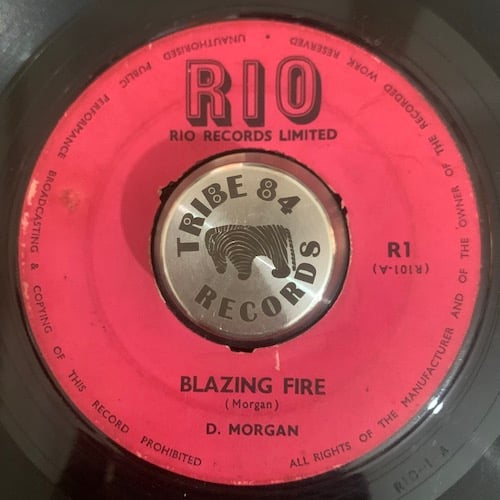 ALL RIGHTS OF THE MANUFACTURER AND OF THE OWNER OF THE RECORDED WORK RESERVED • UNAUTHORISED PUBLIC PERFORMANCE BROADCASTING & COPYING OF THIS RECORD PROHIBITED
RIO
RIO RECORDS LIMITED
TRIBE 84
RECORDS
R1
(R101-A)
BLAZING FIRE
(Morgan)
D. MORGAN